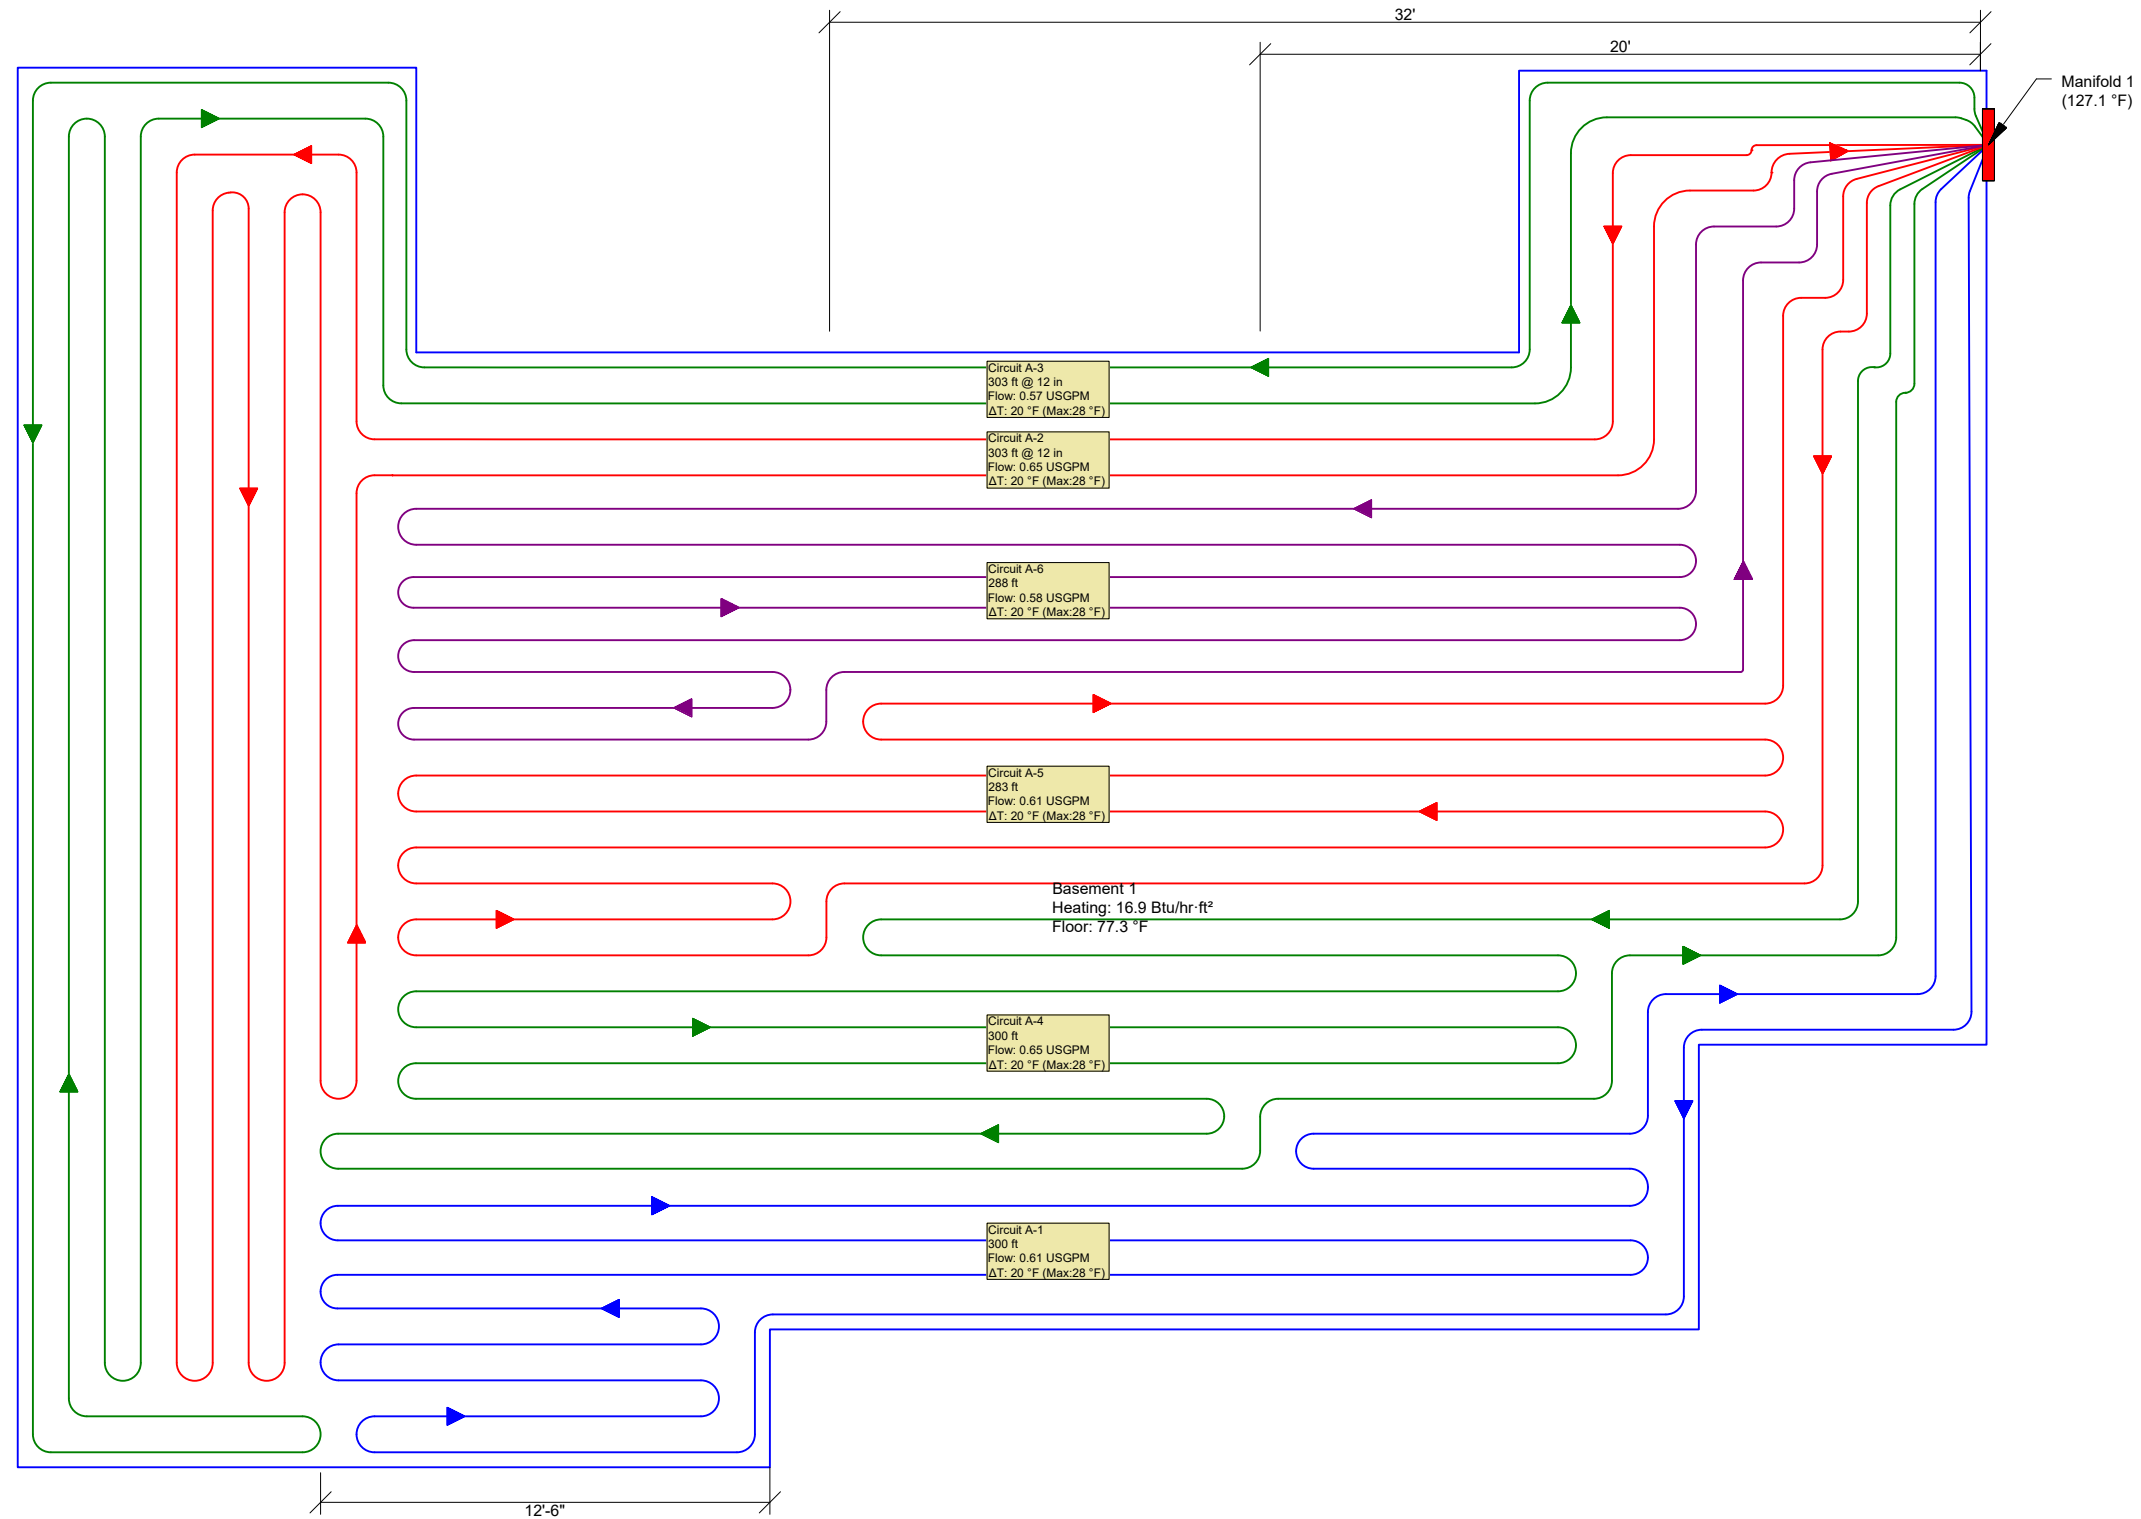 32'
20'
Manifold 1
(127.1 °F)
Circuit A-3
303 ft @ 12 in
Flow: 0.57 USGPM
ΔT: 20 °F (Max:28 °F)
Circuit A-2
303 ft @ 12 in
Flow: 0.65 USGPM
ΔT: 20 °F (Max:28 °F)
Circuit A-6
288 ft
Flow: 0.58 USGPM
ΔT: 20 °F (Max:28 °F)
Circuit A-5
283 ft
Flow: 0.61 USGPM
ΔT: 20 °F (Max:28 °F)
Basement 1
Heating: 16.9 Btu/hr·ft²
Floor: 77.3 °F
Circuit A-4
300 ft
Flow: 0.65 USGPM
ΔT: 20 °F (Max:28 °F)
Circuit A-1
300 ft
Flow: 0.61 USGPM
ΔT: 20 °F (Max:28 °F)
12'-6"